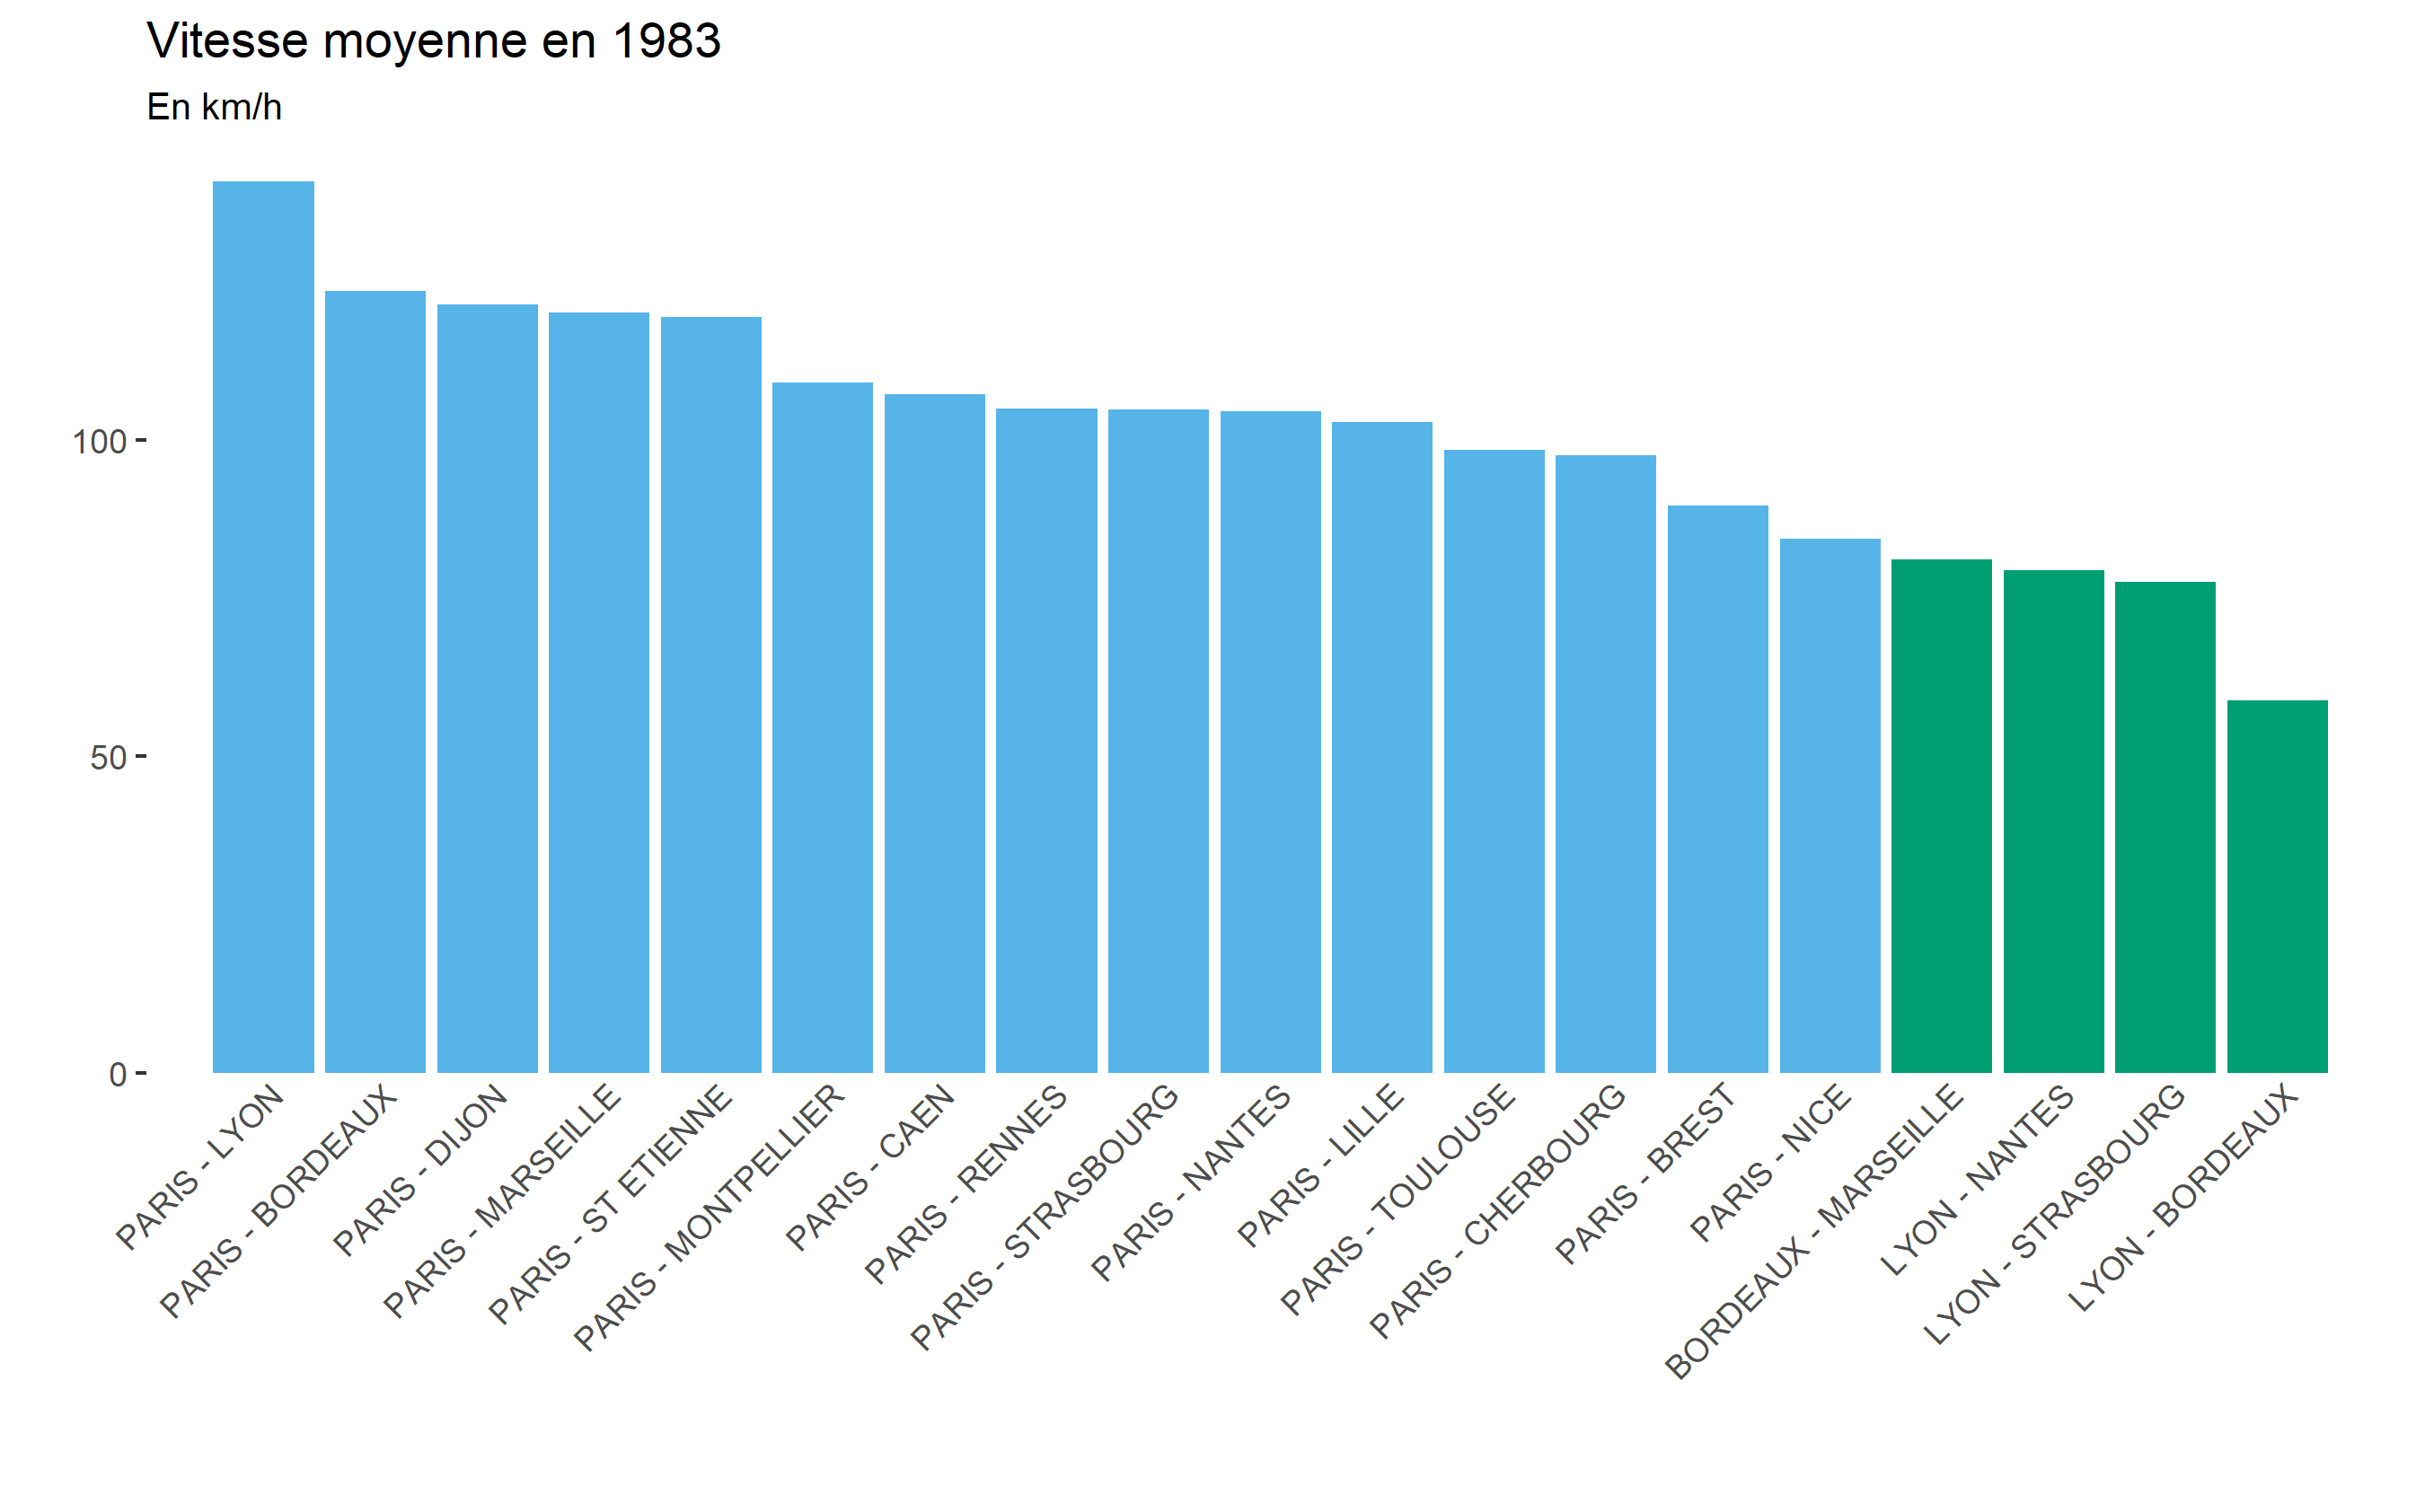 Vitesse moyenne en 1983
En km/h
100
50
0
PARIS - LYON
PARIS - BORDEAUX
PARIS - DIJON
PARIS - MARSEILLE
PARIS - ST ETIENNE
PARIS - MONTPELLIER
PARIS - CAEN
PARIS - RENNES
PARIS - STRASBOURG
PARIS - NANTES
PARIS - LILLE
PARIS - TOULOUSE
PARIS - CHERBOURG
PARIS - BREST
PARIS - NICE
BORDEAUX - MARSEILLE
LYON - NANTES
LYON - STRASBOURG
LYON - BORDEAUX